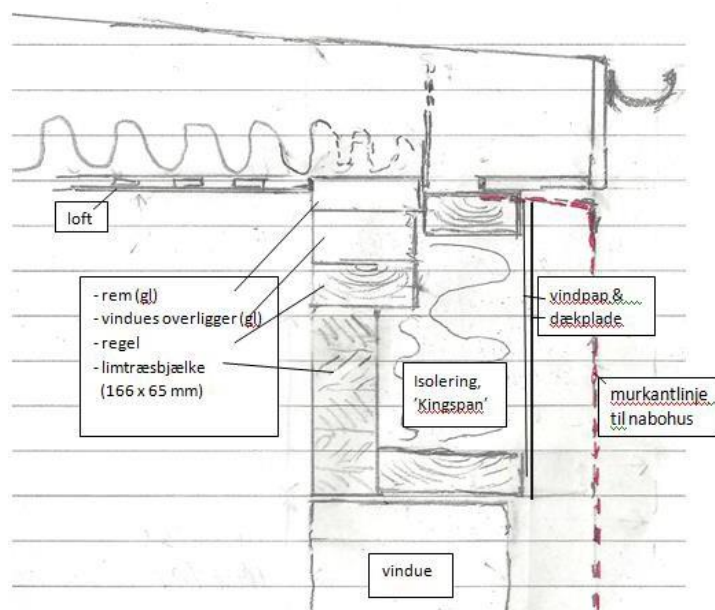 loft
- rem (gl)
- vindues overligger (gl)
- regel
- limtræsbjælke
(166 x 65 mm)
vindpap &
dækplade
Isolering,
'Kingspan'
murkantlinje
til nabohus
vindue